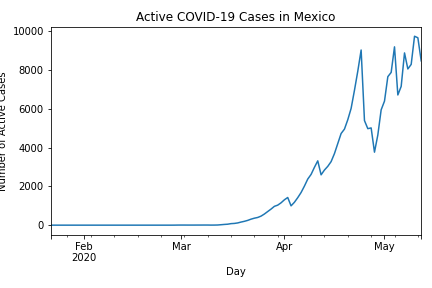 Active COVID-19 Cases in Mexico
Number of Active Cases
10000
8000
6000
4000
2000
0
Feb
2020
Mar
Apr
May
Day